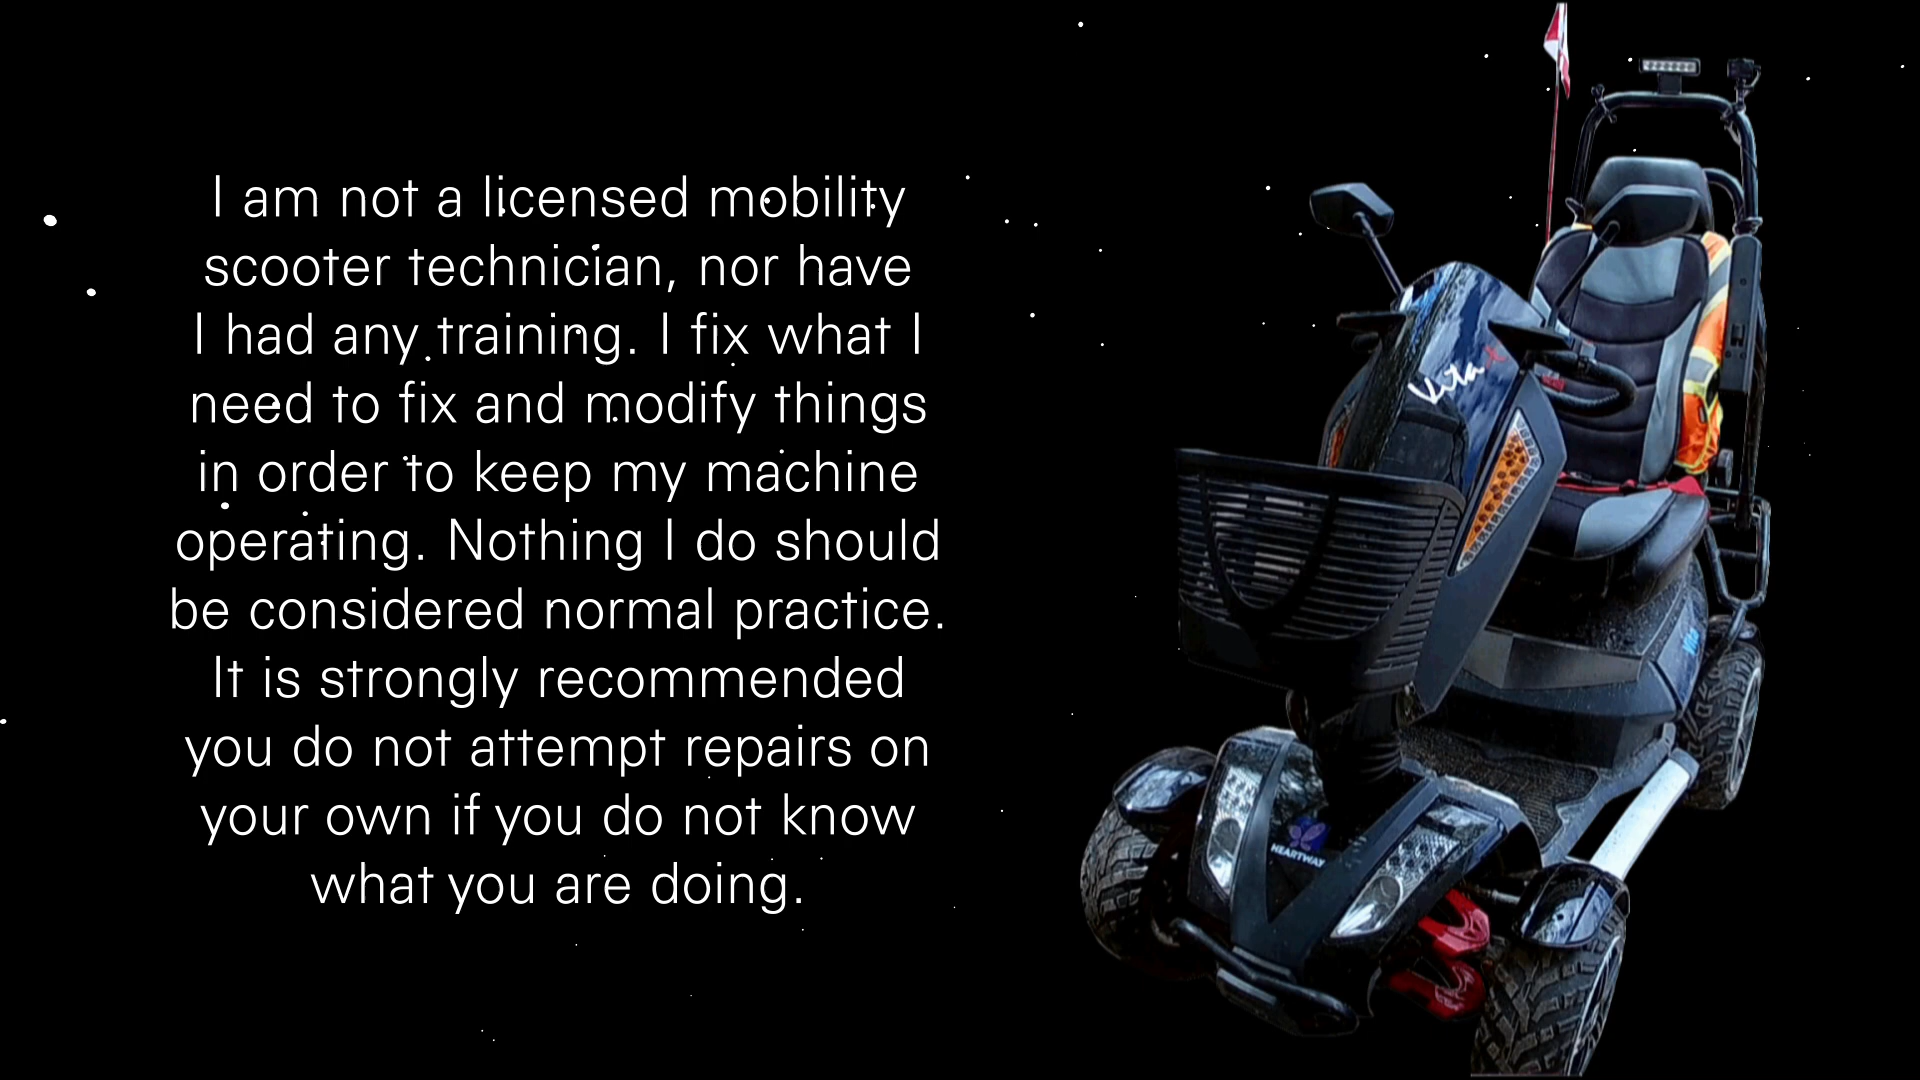 I am not a licensed mobility
scooter technician, nor have
I had any training. I fix what I
need to fix and modify things
in order to keep my machine
operating. Nothing I do should
be considered normal practice.
It is strongly recommended
you do not attempt repairs on
your own if you do not know
what you are doing.
Vita X
HEARTWAY